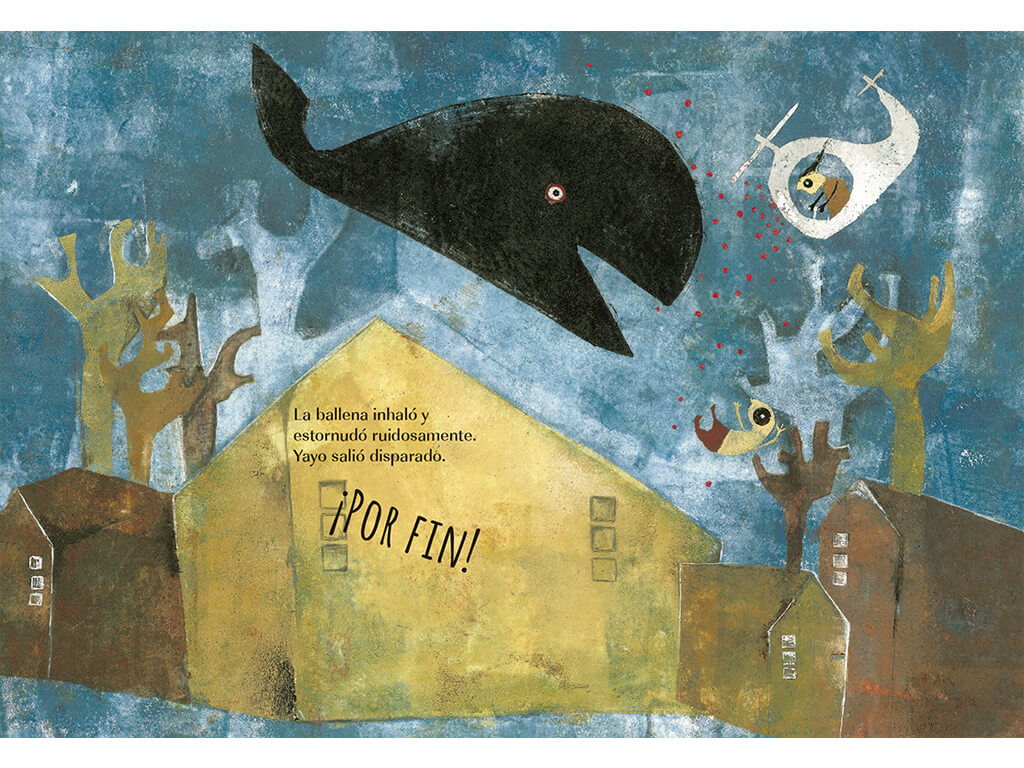 La ballena inhaló y
estornudó ruidosamente.
Yayo salió disparado.
¡POR FIN!